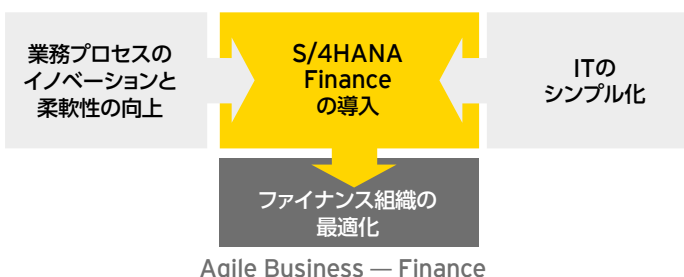 業務プロセスの
イノベーションと
柔軟性の向上
S/4HANA
Finance
の導入
ITの
シンプル化
ファイナンス組織の
最適化
Agile Business — Finance